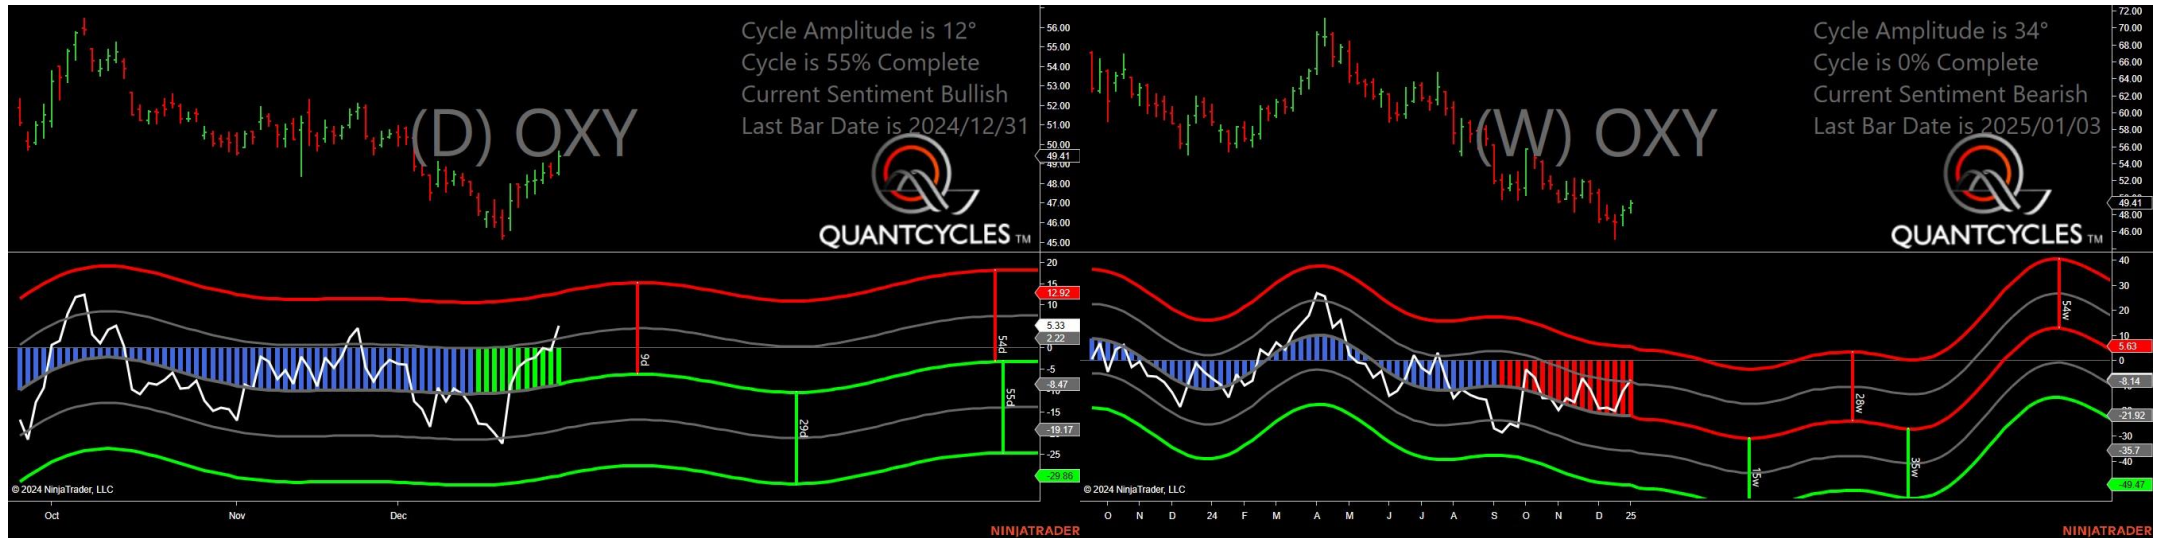 Cycle Amplitude is 12°
Cycle is 55% Complete
Current Sentiment Bullish
Last Bar Date is 2024/12/31
(D) OXY
QUANTCYCLES TM
56.00
55.00
54.00
53.00
52.00
51.00
50.00
49.41
49.00
48.00
47.00
46.00
45.00
20
15
12.92
10
5.33
2.22
0
-5
-8.47
-10
-15
-19.17
-25
-29.86
9d
29d
54d
55d
© 2024 NinjaTrader, LLC
Oct Nov Dec
NINJATRADER
Cycle Amplitude is 34°
Cycle is 0% Complete
Current Sentiment Bearish
Last Bar Date is 2025/01/03
(W) OXY
QUANTCYCLES TM
72.00
70.00
68.00
66.00
64.00
62.00
60.00
58.00
56.00
54.00
52.00
49.41
48.00
46.00
40
30
20
10
5.63
0
-8.14
-21.92
-30
-35.7
-40
-49.47
15w
28w
35w
54w
© 2024 NinjaTrader, LLC
O N D 24 F M A M J J A S O N D 25
NINJATRADER